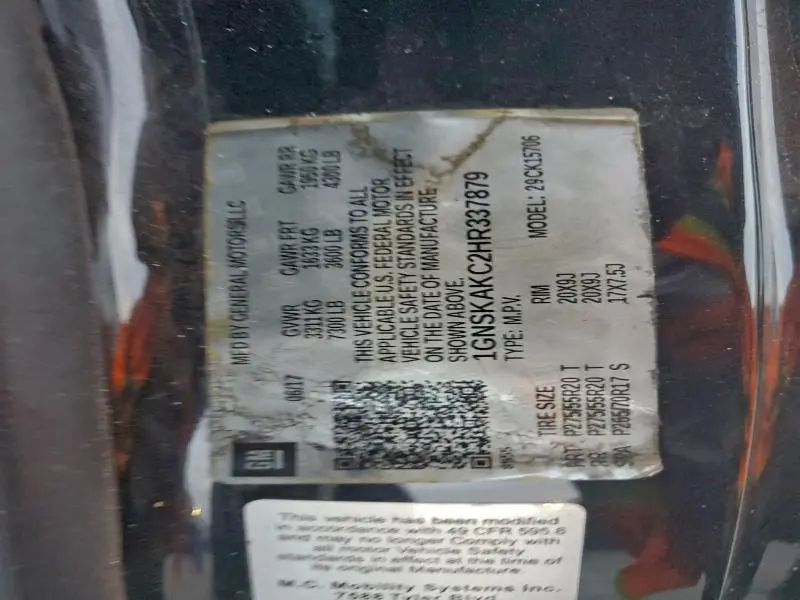 GM
MFD BY GENERAL MOTORS LLC
06/17 GVWR GAWR FRT GAWR RR
3311 KG 1633 KG 1950 KG
7300 LB 3600 LB 4300 LB
THIS VEHICLE CONFORMS TO ALL
APPLICABLE U.S. FEDERAL MOTOR
VEHICLE SAFETY STANDARDS IN EFFECT
ON THE DATE OF MANUFACTURE
SHOWN ABOVE.
1GNSKAKC2HR337879
TYPE: M.P.V. MODEL: 29CK15706
TIRE SIZE RIM
FRT: P275/55R20 T 20X9J
RR: P275/55R20 T 20X9J
SPA: P265/70R17 S 17X7.5J
This vehicle has been modified
in accordance with 49 CFR 595.6
and may no longer Comply with
all motor Vehicle Safety
standards in effect at the time of
its original Manufacture.
M.C. Mobility Systems Inc.
7588 Tyler Blvd